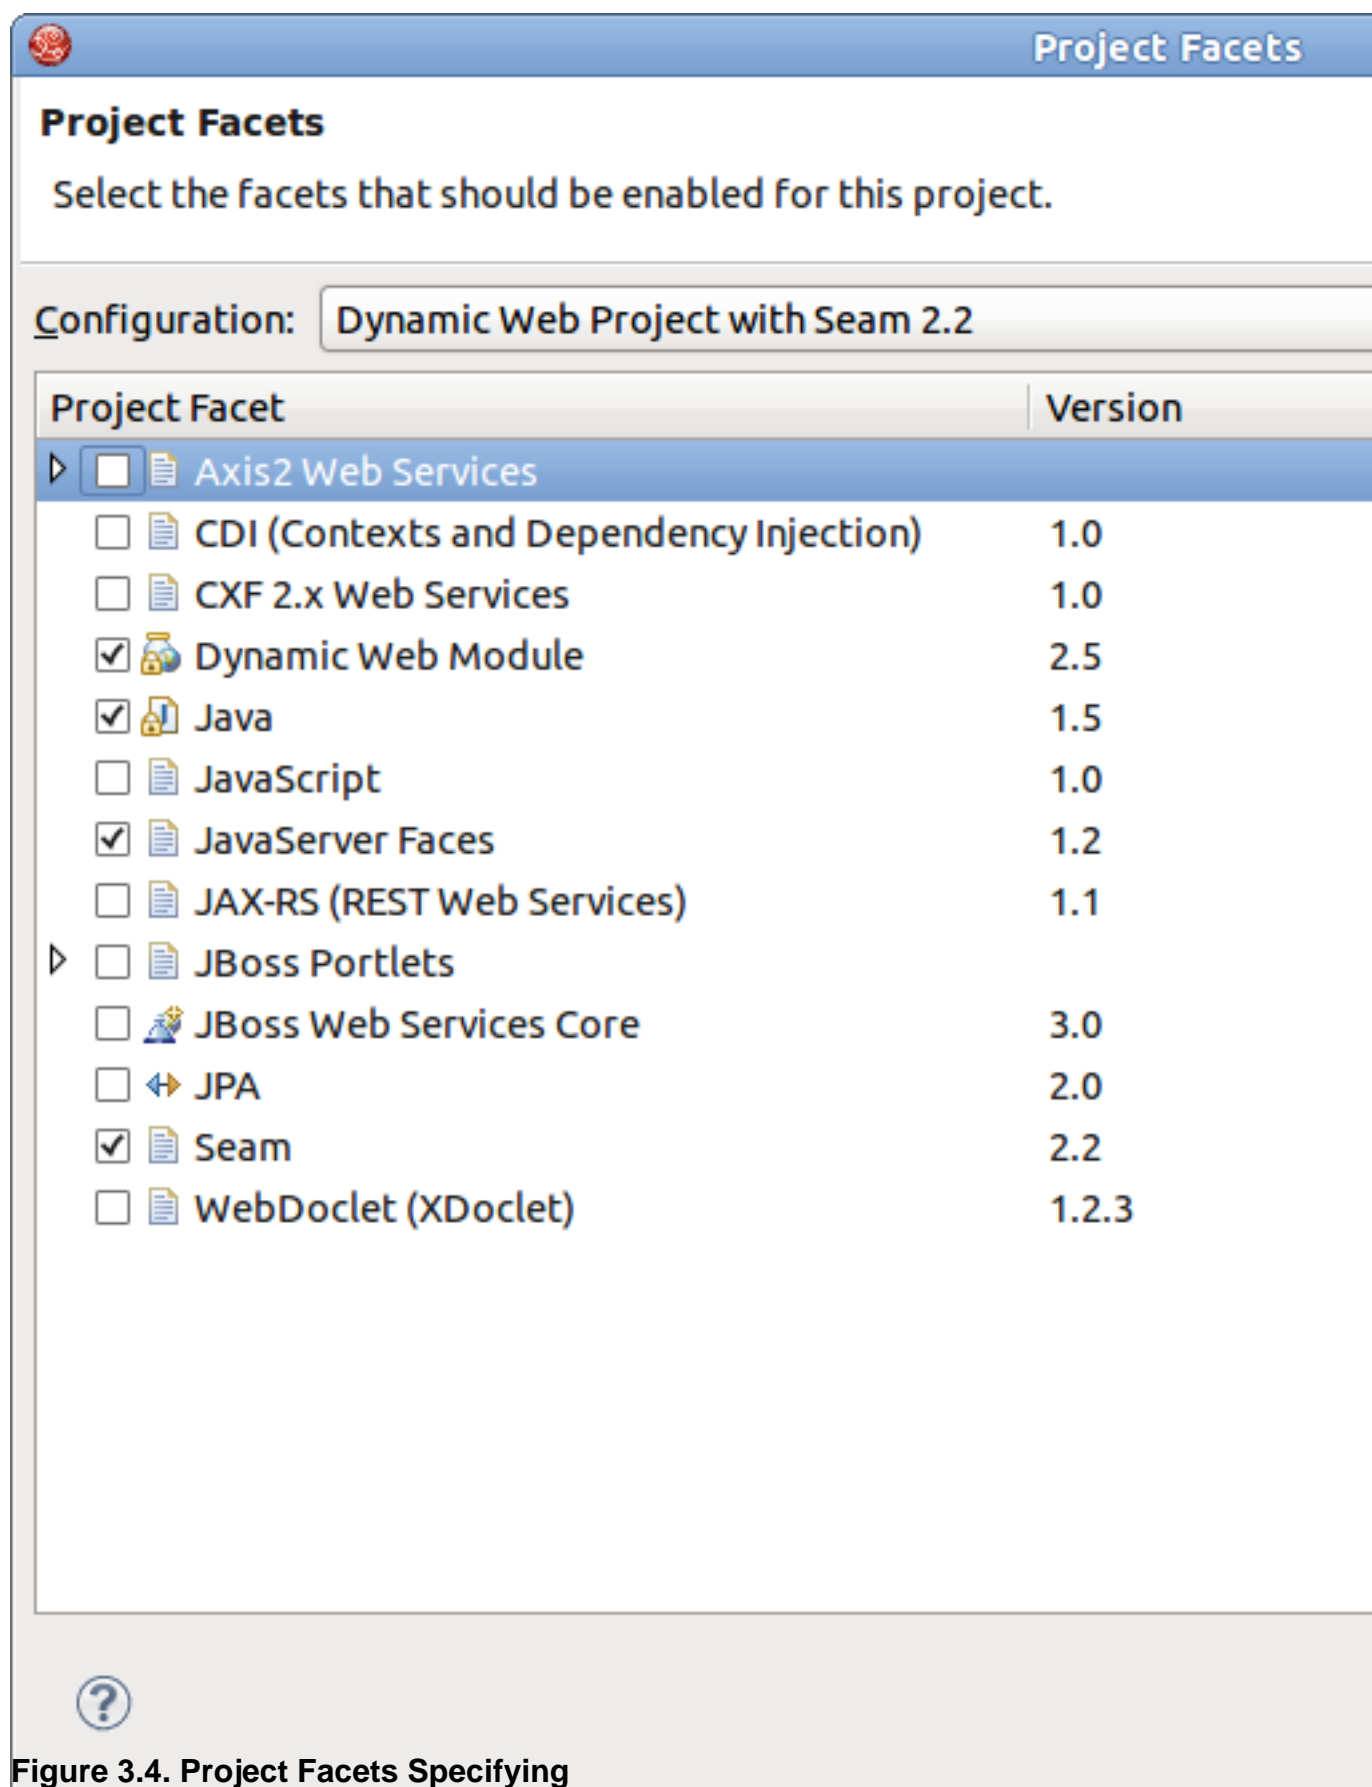 Project Facets
Project Facets
Select the facets that should be enabled for this project.
Configuration: Dynamic Web Project with Seam 2.2
Project Facet Version
Axis2 Web Services
CDI (Contexts and Dependency Injection) 1.0
CXF 2.x Web Services 1.0
Dynamic Web Module 2.5
Java 1.5
JavaScript 1.0
JavaServer Faces 1.2
JAX-RS (REST Web Services) 1.1
JBoss Portlets
JBoss Web Services Core 3.0
JPA 2.0
Seam 2.2
WebDoclet (XDoclet) 1.2.3
?
Figure 3.4. Project Facets Specifying